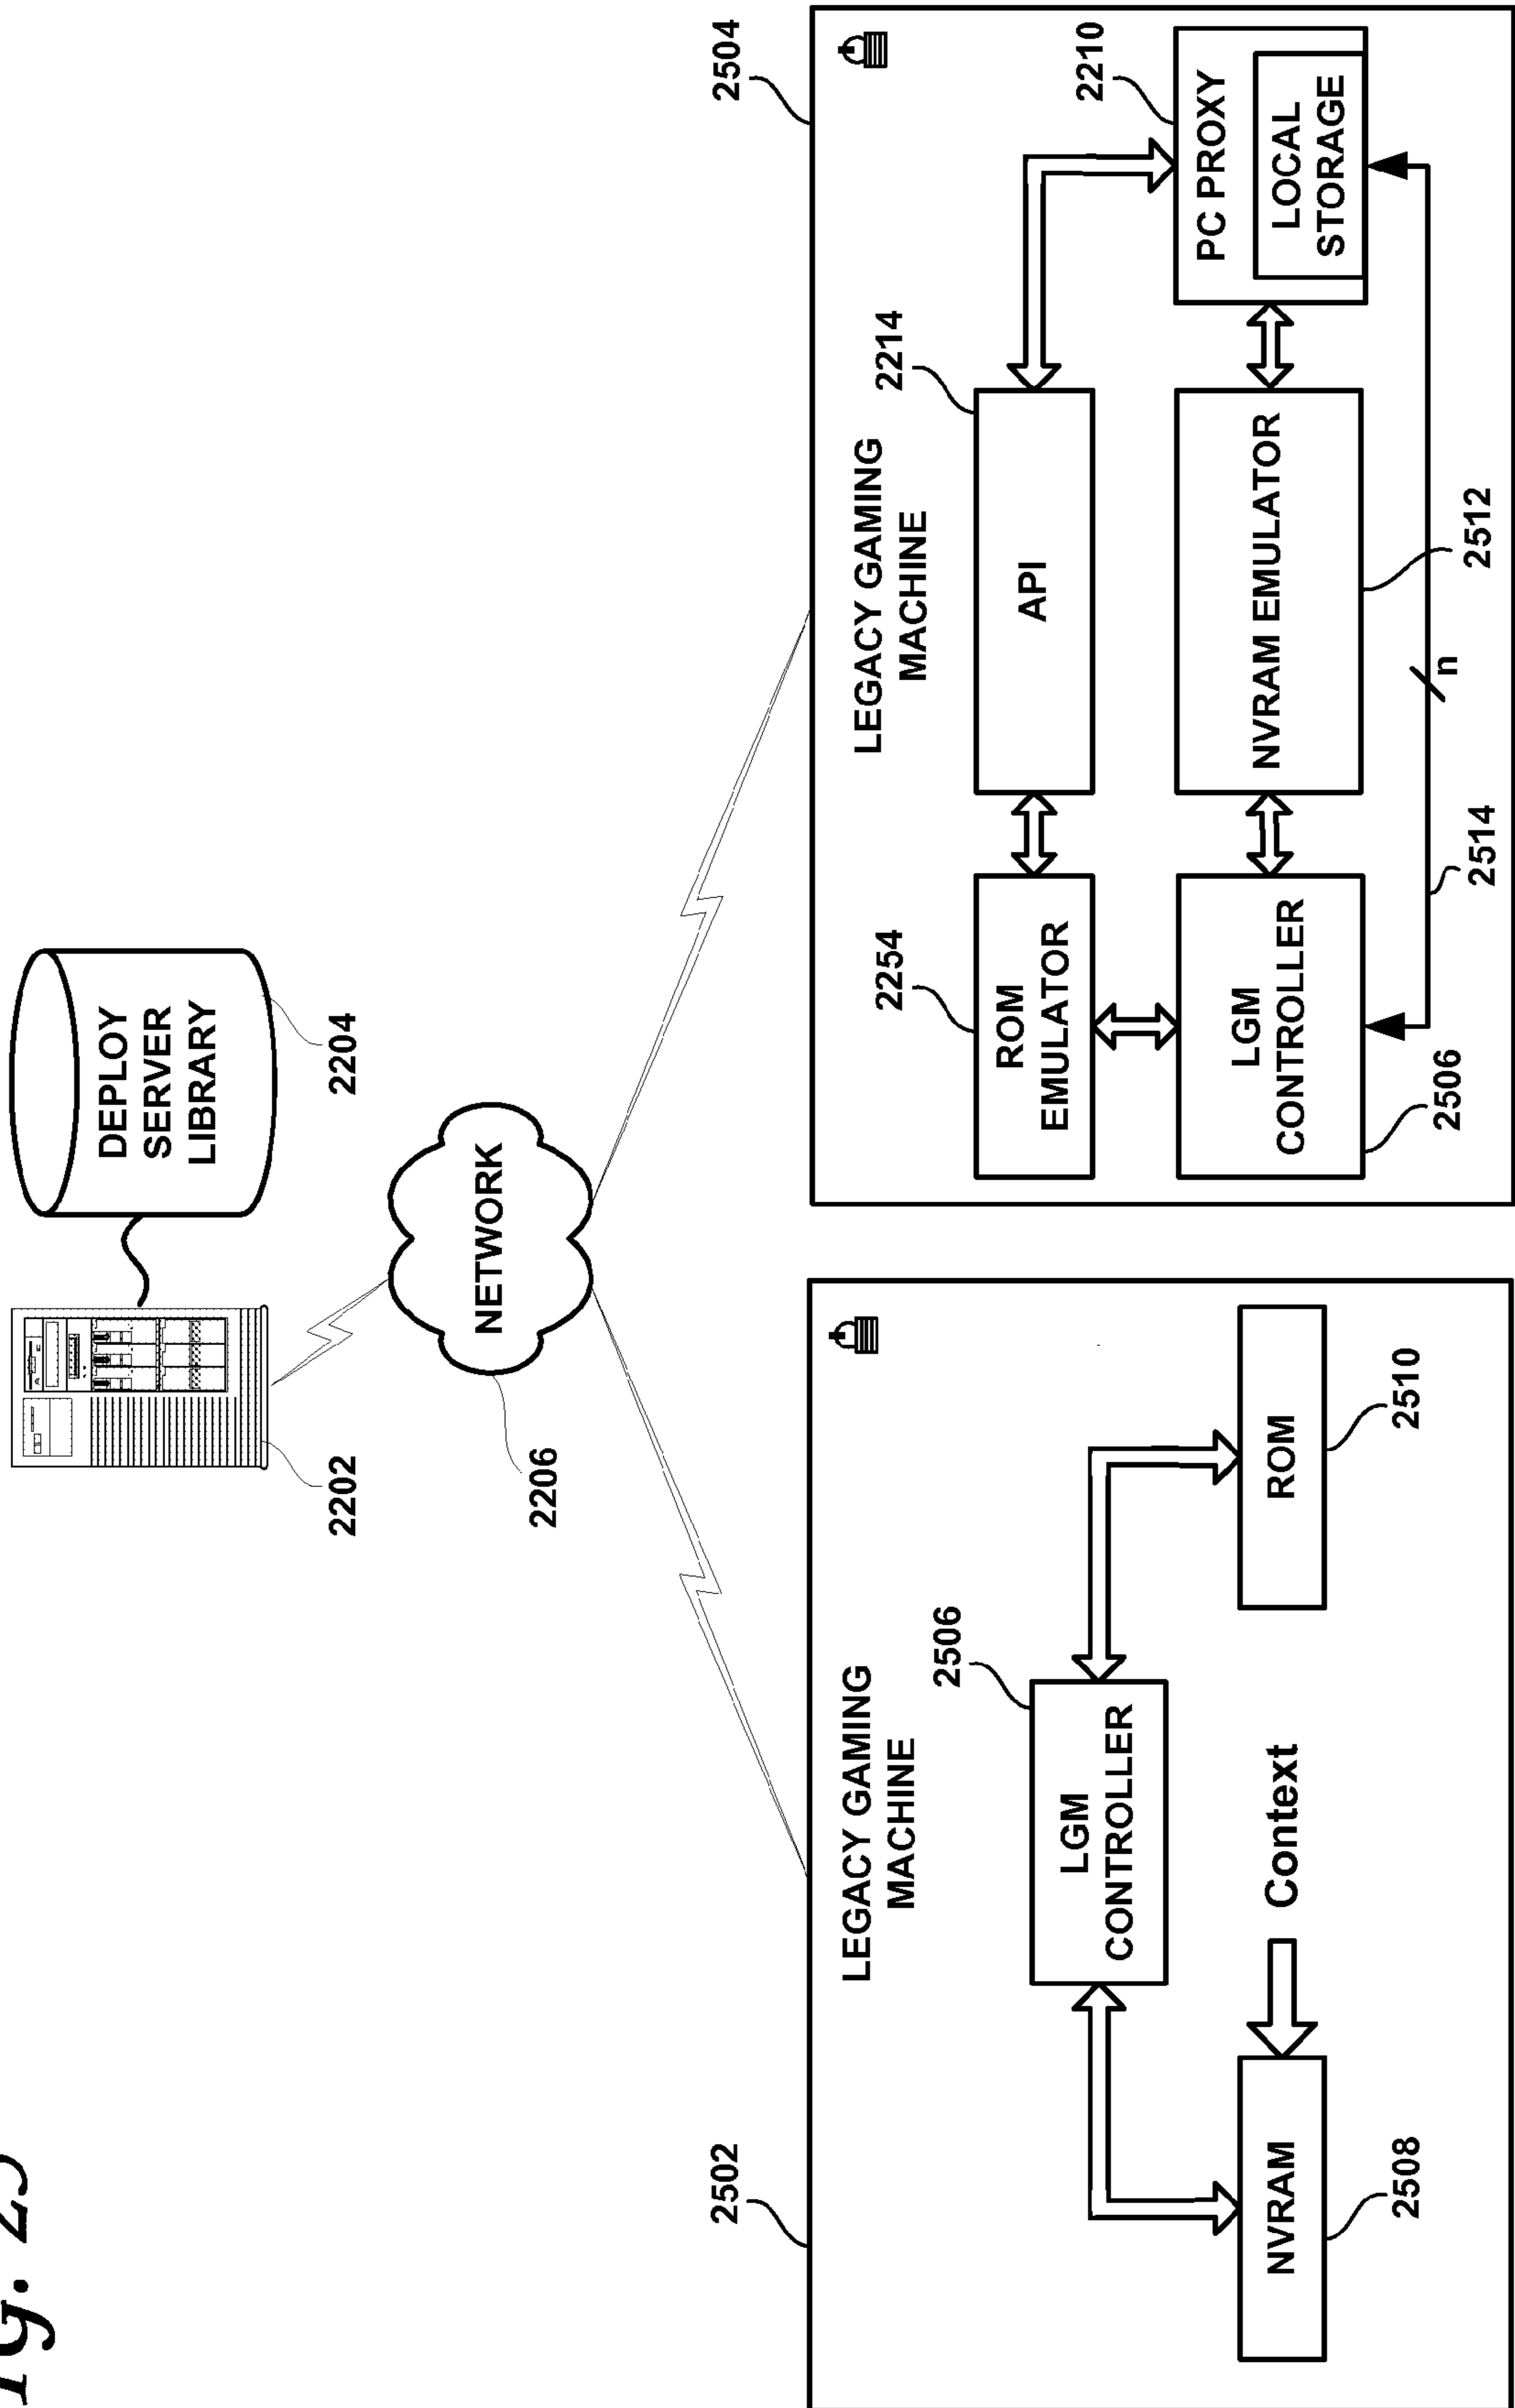 DEPLOY
SERVER
LIBRARY
2204
2202
NETWORK
2206
2502
LEGACY GAMING
MACHINE
2506
LGM
CONTROLLER
Context
NVRAM
2508
ROM
2510
2504
LEGACY GAMING
MACHINE
2254
ROM
EMULATOR
2214
API
2210
PC PROXY
LOCAL
STORAGE
LGM
CONTROLLER
2506
NVRAM EMULATOR
2512
n
2514